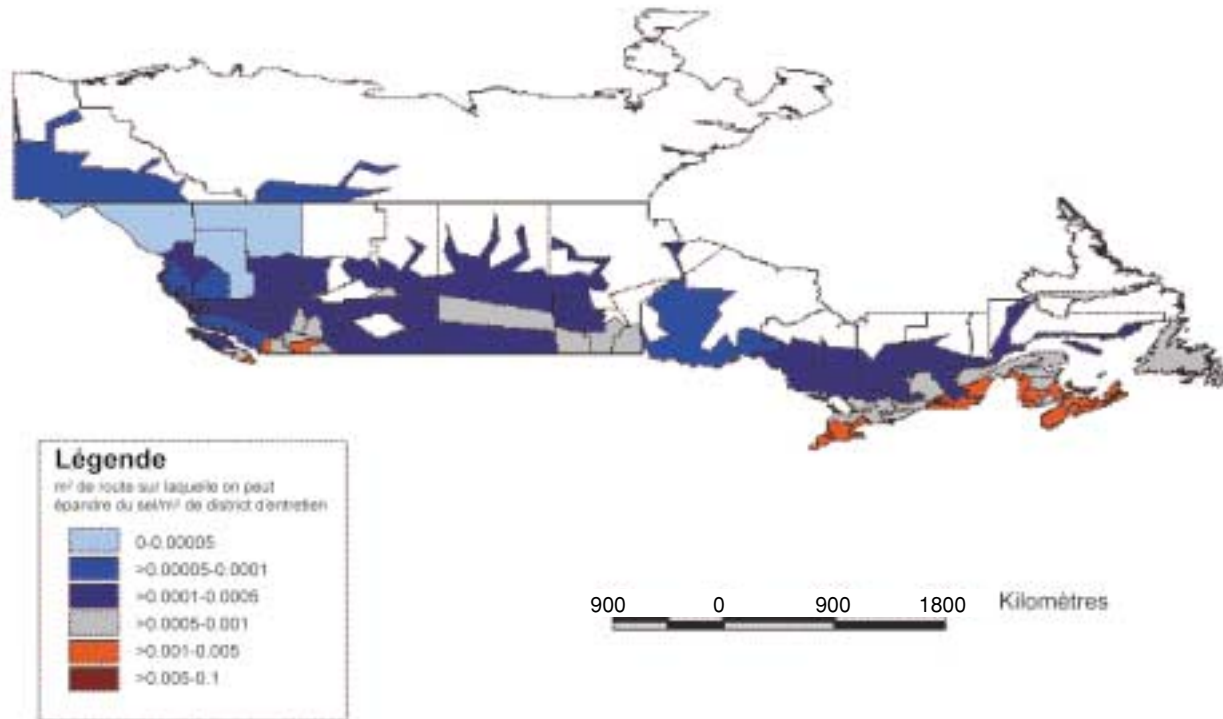 Légende
m² de route sur laquelle on peut
épandre du sel/m² de district d'entretien
0-0.00005
>0.00005-0.0001
>0.0001-0.0005
>0.0005-0.001
>0.001-0.005
>0.005-0.1
900 0 900 1800 Kilomètres